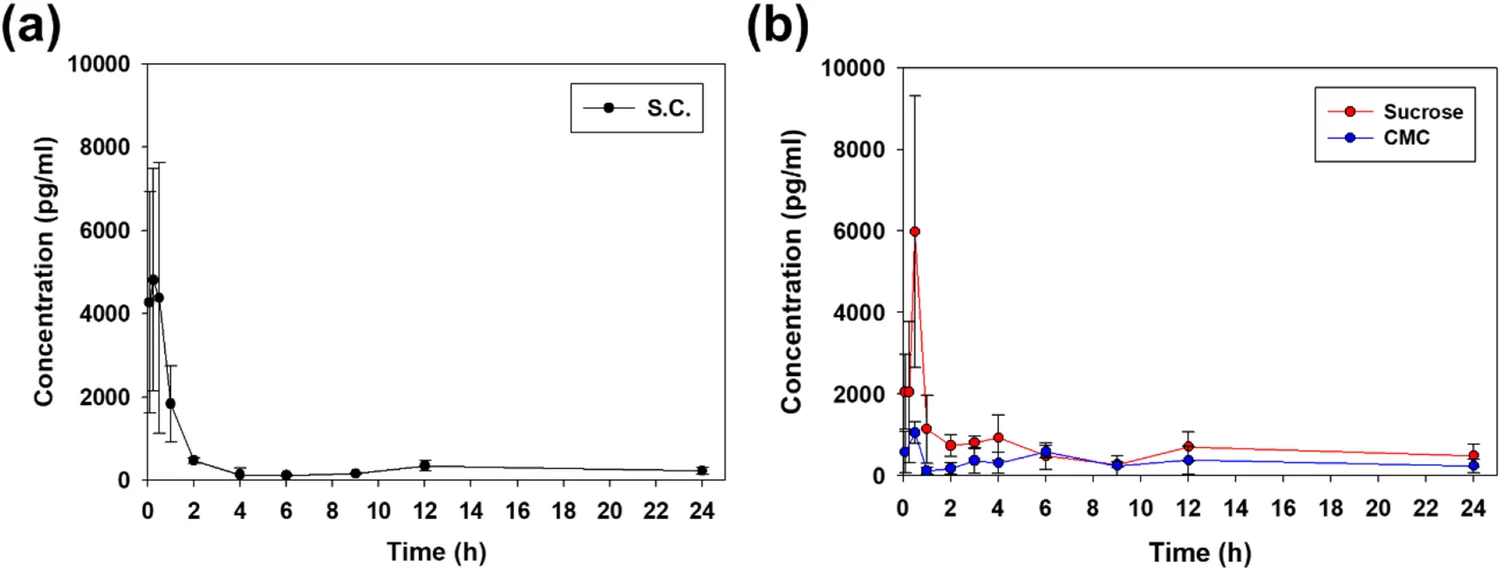 (a)
Concentration (pg/ml)
10000
8000
6000
4000
2000
0
S.C.
0 2 4 6 8 10 12 14 16 18 20 22 24
Time (h)
(b)
Concentration (pg/ml)
10000
8000
6000
4000
2000
0
Sucrose
CMC
0 2 4 6 8 10 12 14 16 18 20 22 24
Time (h)